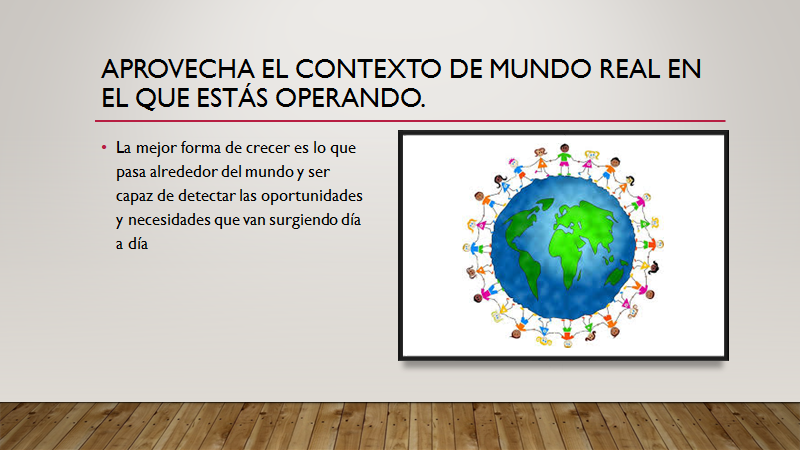 APROVECHA EL CONTEXTO DE MUNDO REAL EN
EL QUE ESTÁS OPERANDO.
• La mejor forma de crecer es lo que
pasa alrededor del mundo y ser
capaz de detectar las oportunidades
y necesidades que van surgiendo día
a día